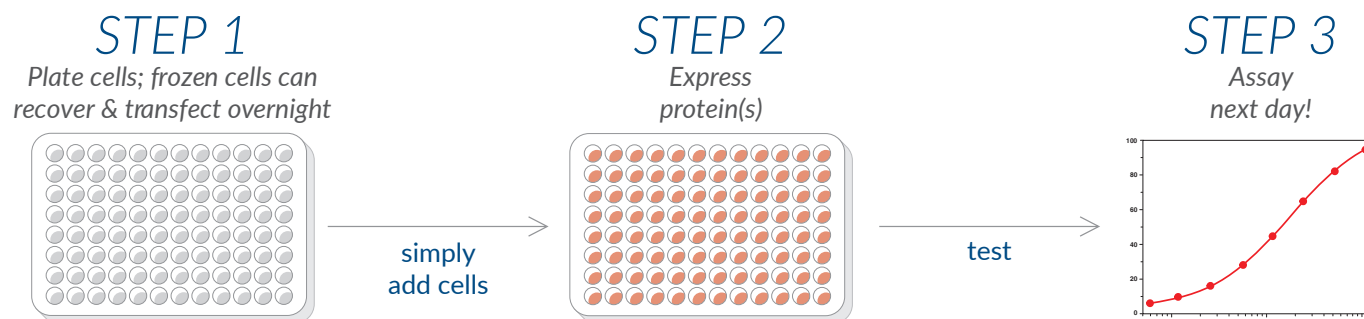 STEP 1
Plate cells; frozen cells can
recover & transfect overnight
simply
add cells
STEP 2
Express
protein(s)
test
STEP 3
Assay
next day!
100
80
60
40
20
0